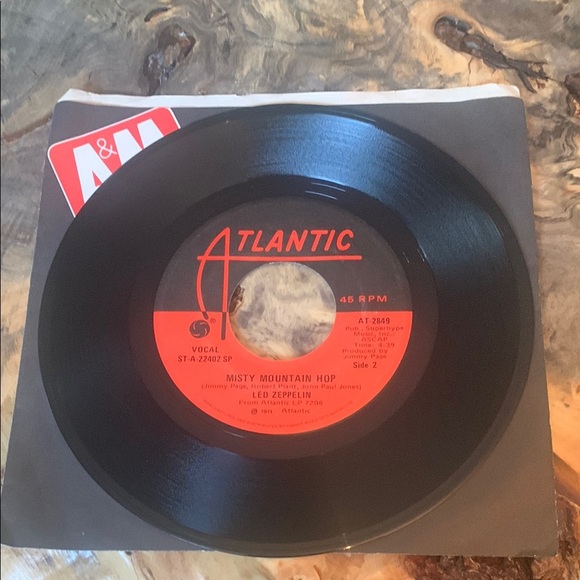 A&M
ATLANTIC
45 RPM
VOCAL
ST-A-22402 SP
AT-2849
Pub., Superhype
Music, Inc.,
ASCAP
Time: 4:39
Produced by
Jimmy Page
Side 2
MISTY MOUNTAIN HOP
(Jimmy Page, Robert Plant, John Paul Jones)
LED ZEPPELIN
From Atlantic LP 7208
℗ 1971 Atlantic